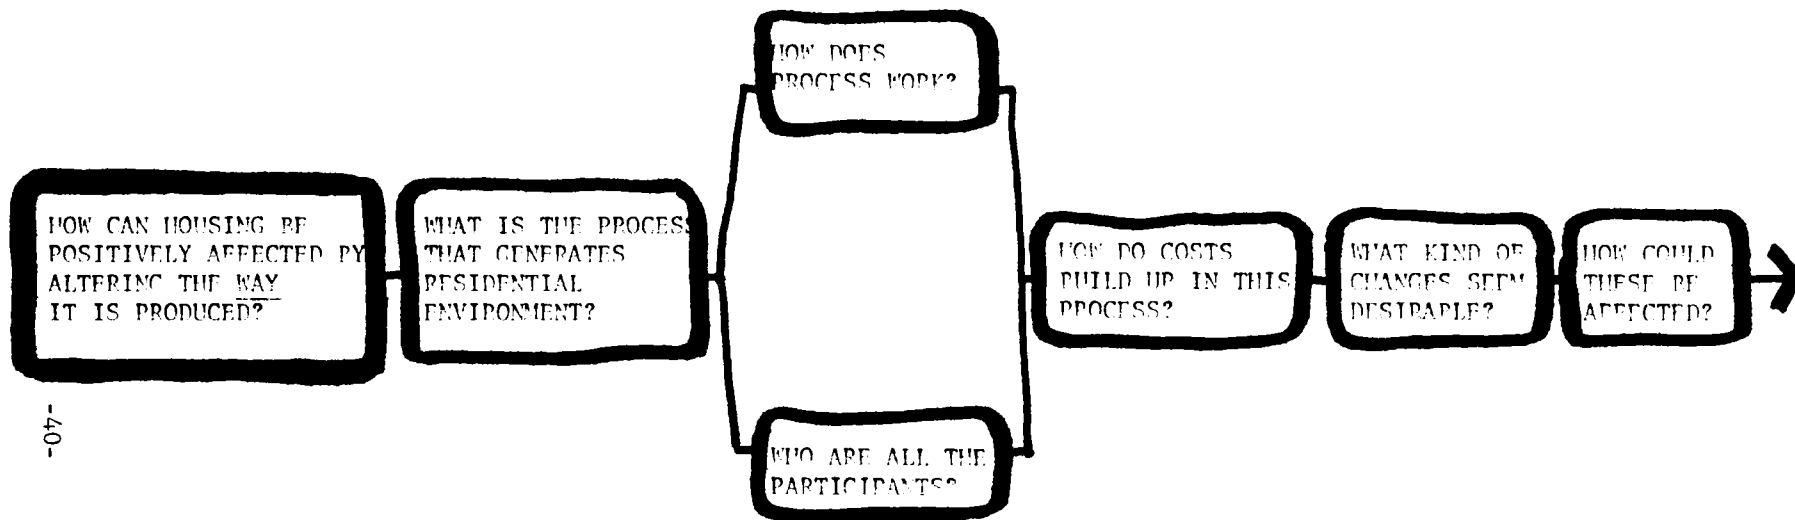 HOW DOES
PROCESS WORK?
HOW CAN HOUSING BE
POSITIVELY AFFECTED BY
ALTERING THE WAY
IT IS PRODUCED?
WHAT IS THE PROCESS
THAT GENERATES
RESIDENTIAL
ENVIRONMENT?
HOW DO COSTS
BUILD UP IN THIS
PROCESS?
WHAT KIND OF
CHANGES SEEM
DESIRABLE?
HOW COULD
THESE BE
AFFECTED?
WHO ARE ALL THE
PARTICIPANTS?
-40-